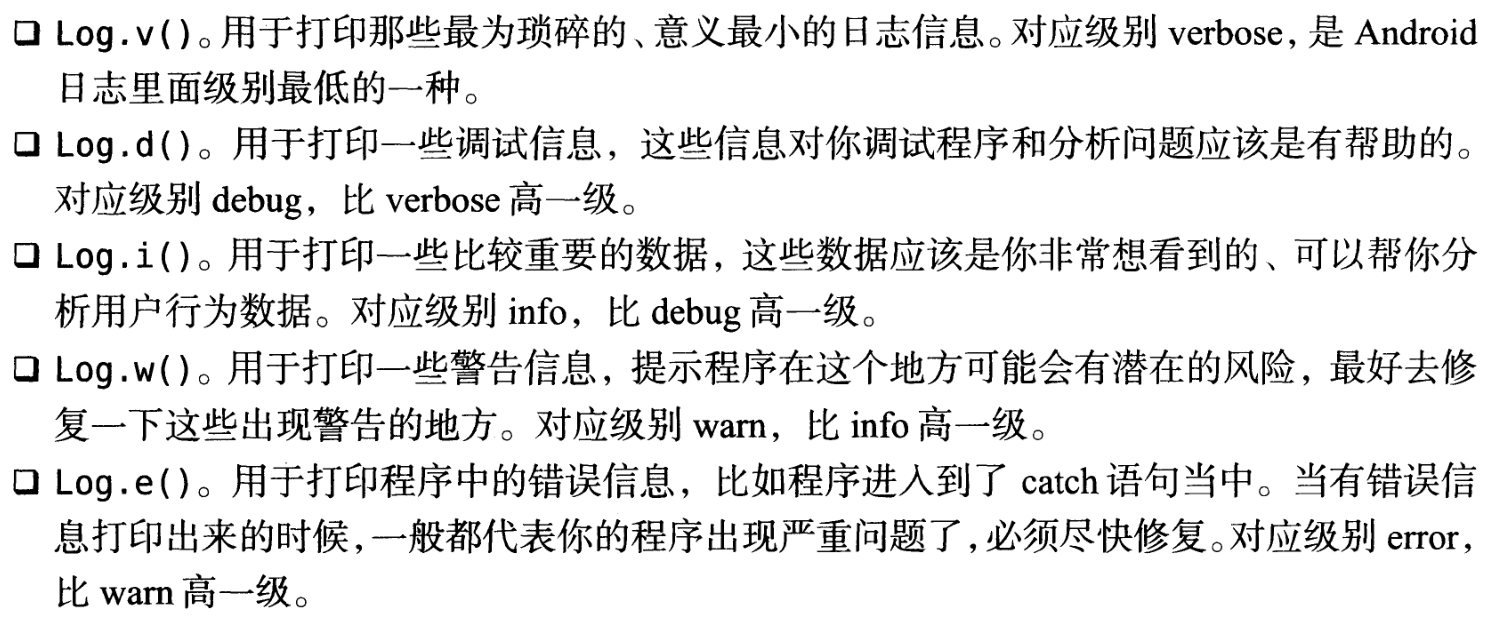 ❏ Log.v()。用于打印那些最为琐碎的、意义最小的日志信息。对应级别 verbose，是 Android
日志里面级别最低的一种。
❏ Log.d()。用于打印一些调试信息，这些信息对你调试程序和分析问题应该是有帮助的。
对应级别 debug，比 verbose 高一级。
❏ Log.i()。用于打印一些比较重要的数据，这些数据应该是你非常想看到的、可以帮你分
析用户行为数据。对应级别 info，比 debug 高一级。
❏ Log.w()。用于打印一些警告信息，提示程序在这个地方可能会有潜在的风险，最好去修
复一下这些出现警告的地方。对应级别 warn，比 info 高一级。
❏ Log.e()。用于打印程序中的错误信息，比如程序进入到了 catch 语句当中。当有错误信
息打印出来的时候，一般都代表你的程序出现严重问题了，必须尽快修复。对应级别 error，
比 warn 高一级。